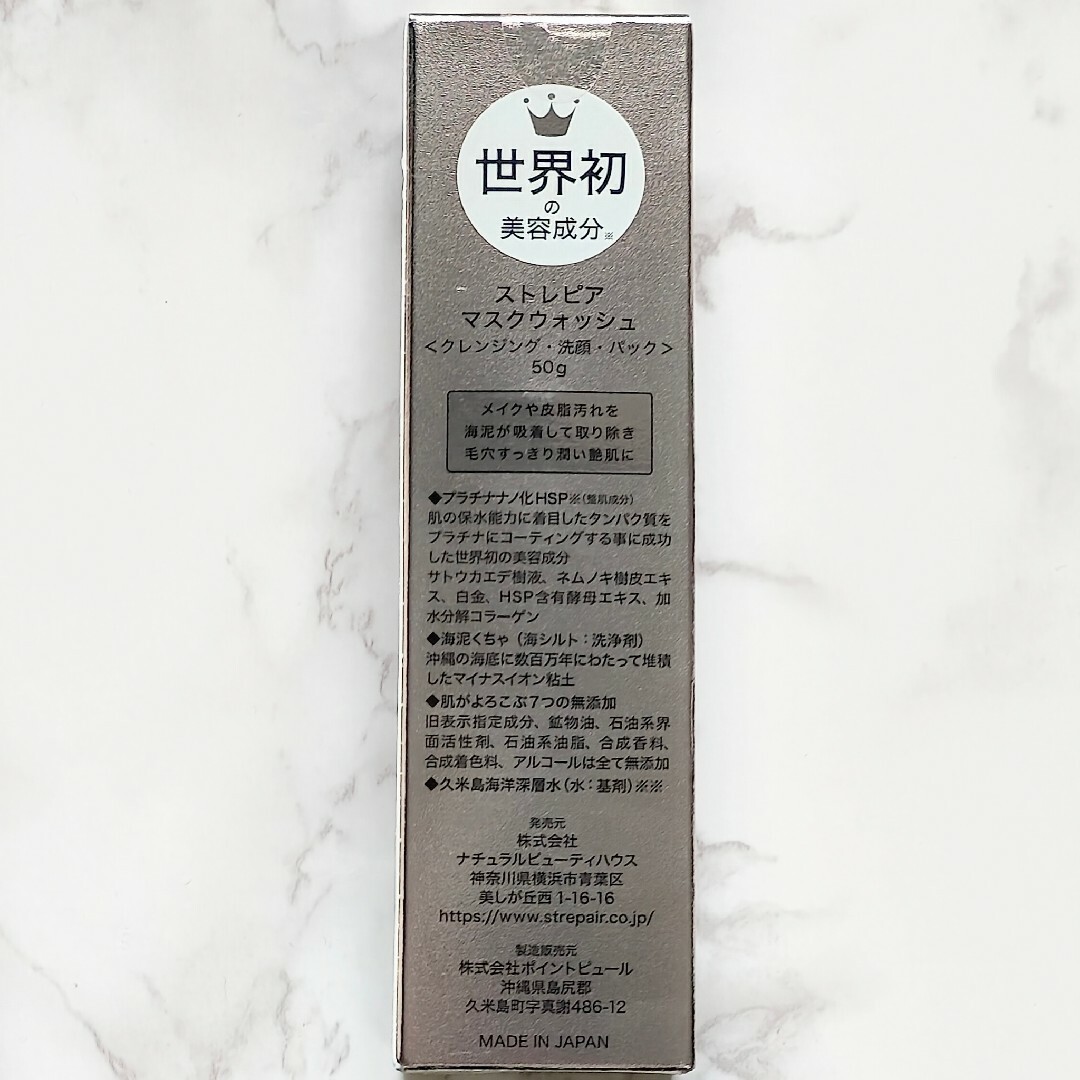 世界初
の
美容成分※
ストレピア
マスクウォッシュ
＜クレンジング・洗顔・パック＞
50g
メイクや皮脂汚れを
海泥が吸着して取り除き
毛穴すっきり潤い艶肌に
◆プラチナナノ化HSP※(整肌成分)
肌の保水能力に着目したタンパク質を
プラチナにコーティングする事に成功
した世界初の美容成分
サトウカエデ樹液、ネムノキ樹皮エキ
ス、白金、HSP含有酵母エキス、加
水分解コラーゲン
◆海泥くちゃ（海シルト：洗浄剤）
沖縄の海底に数百万年にわたって堆積
したマイナスイオン粘土
◆肌がよろこぶ7つの無添加
旧表示指定成分、鉱物油、石油系界
面活性剤、石油系油脂、合成香料、
合成着色料、アルコールは全て無添加
◆久米島海洋深層水（水：基剤）※※
発売元
株式会社
ナチュラルビューティハウス
神奈川県横浜市青葉区
美しが丘西1-16-16
https://www.strepair.co.jp/
製造販売元
株式会社ポイントピュール
沖縄県島尻郡
久米島町字真謝486-12
MADE IN JAPAN